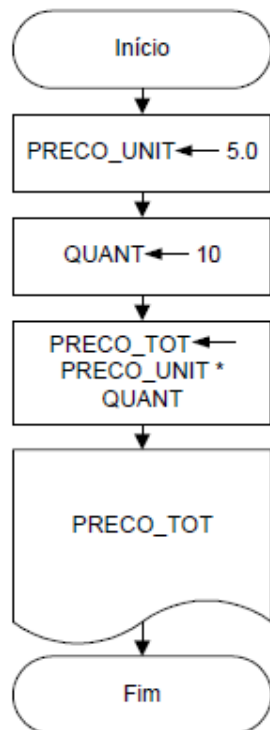 Início
PRECO_UNIT← 5.0
QUANT← 10
PRECO_TOT←
PRECO_UNIT *
QUANT
PRECO_TOT
Fim